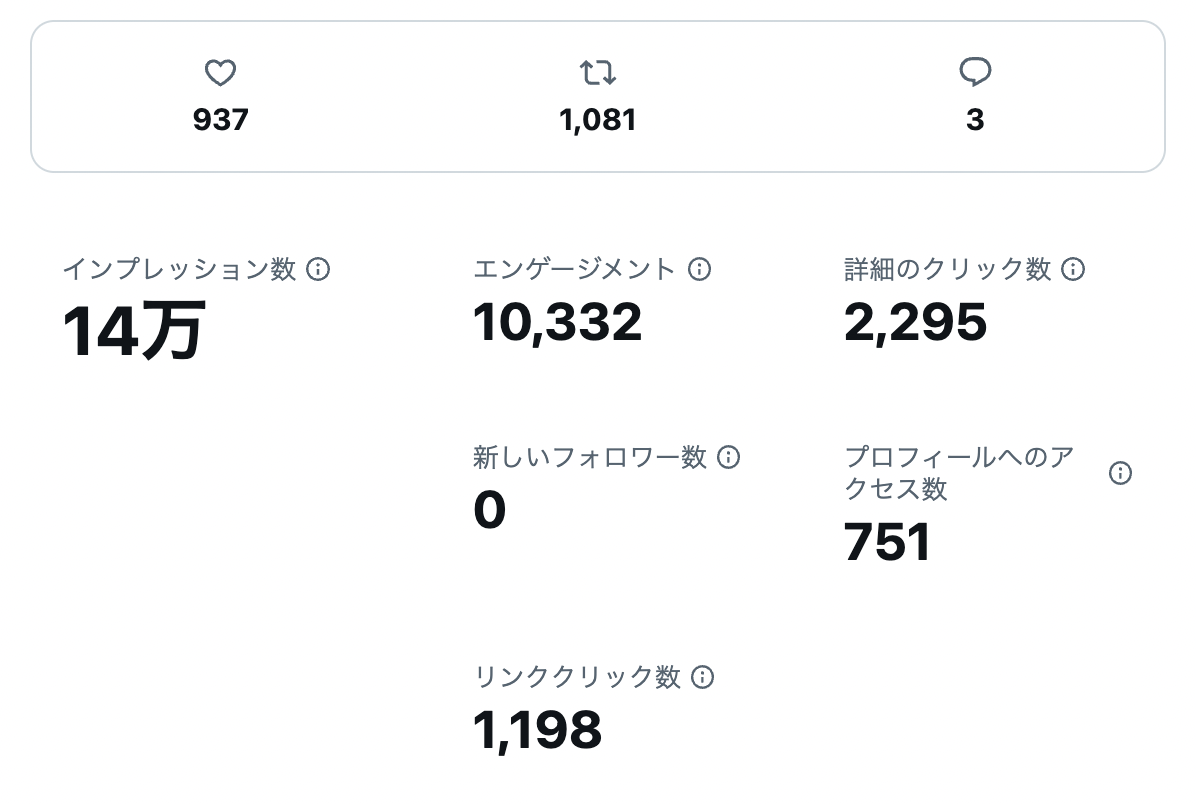 937
1,081
3
インプレッション数
14万
エンゲージメント
10,332
詳細のクリック数
2,295
新しいフォロワー数
0
プロフィールへのア
クセス数
751
リンククリック数
1,198